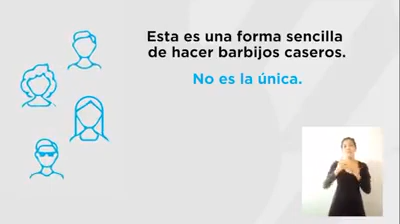 Esta es una forma sencilla
de hacer barbijos caseros.
No es la única.